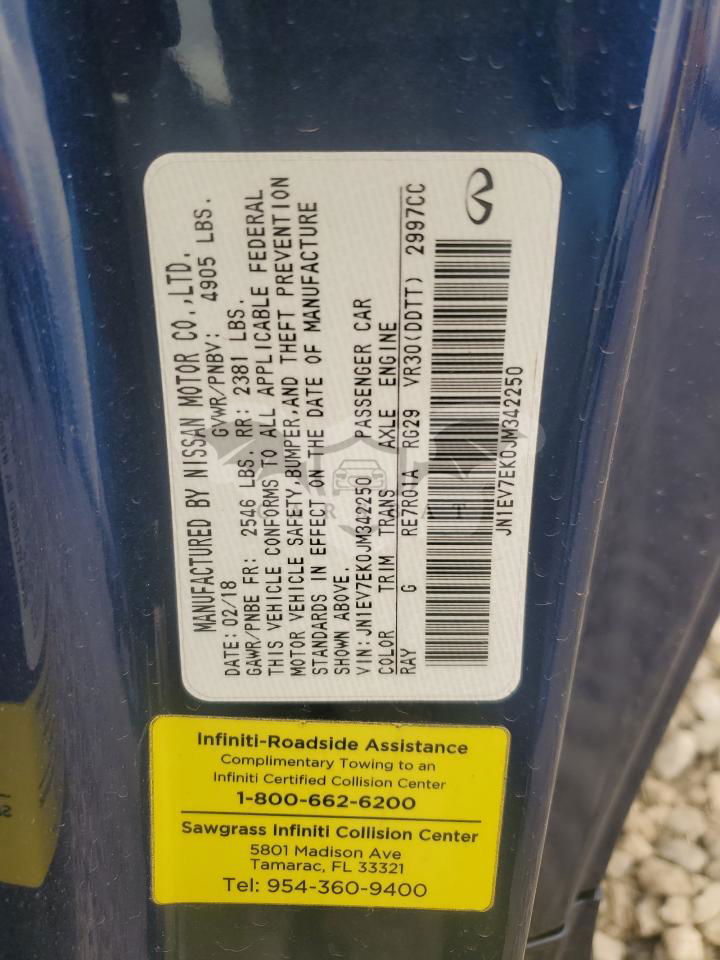 MANUFACTURED BY NISSAN MOTOR CO.,LTD.
DATE: 02/18 GVWR/PNBV: 4905 LBS.
GAWR/PNBE FR: 2546 LBS. RR: 2381 LBS.
THIS VEHICLE CONFORMS TO ALL APPLICABLE FEDERAL
MOTOR VEHICLE SAFETY,BUMPER,AND THEFT PREVENTION
STANDARDS IN EFFECT ON THE DATE OF MANUFACTURE
SHOWN ABOVE.
VIN:JN1EV7EK0JM342250 PASSENGER CAR
COLOR TRIM TRANS AXLE ENGINE
RAY G RE7R01A RG29 VR30(DDTT) 2997CC
JN1EV7EK0JM342250
Infiniti-Roadside Assistance
Complimentary Towing to an
Infiniti Certified Collision Center
1-800-662-6200
Sawgrass Infiniti Collision Center
5801 Madison Ave
Tamarac, FL 33321
Tel: 954-360-9400